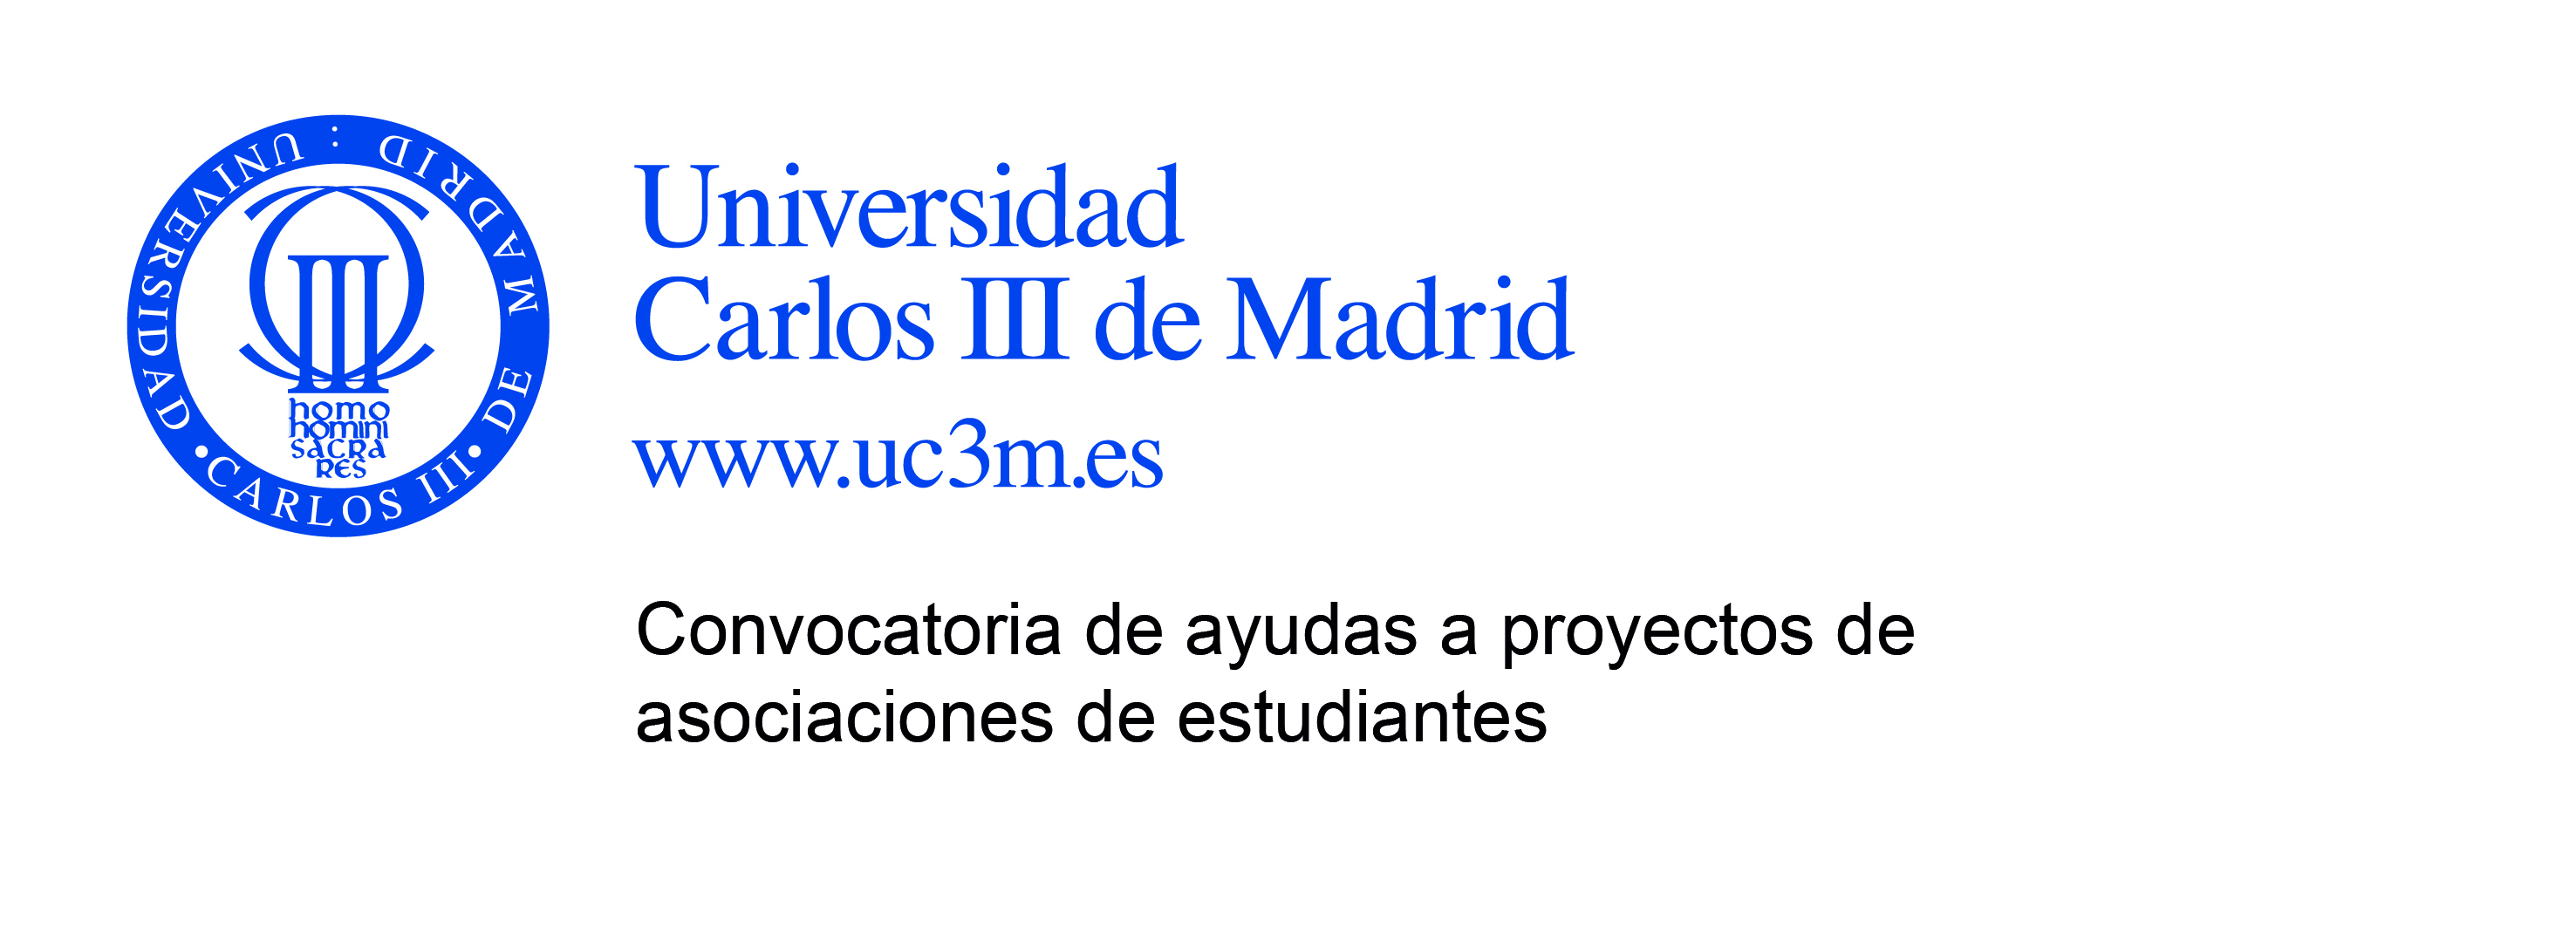 UNIVERSIDAD • CARLOS III • DE MADRID :
homo
homini
sacra
res
Universidad
Carlos III de Madrid
www.uc3m.es
Convocatoria de ayudas a proyectos de
asociaciones de estudiantes